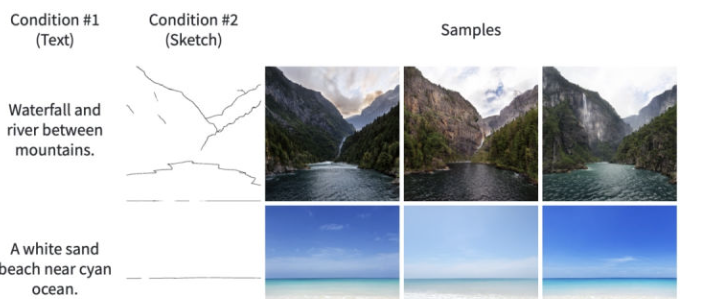 Condition #1
(Text)
Condition #2
(Sketch)
Samples
Waterfall and
river between
mountains.
A white sand
beach near cyan
ocean.